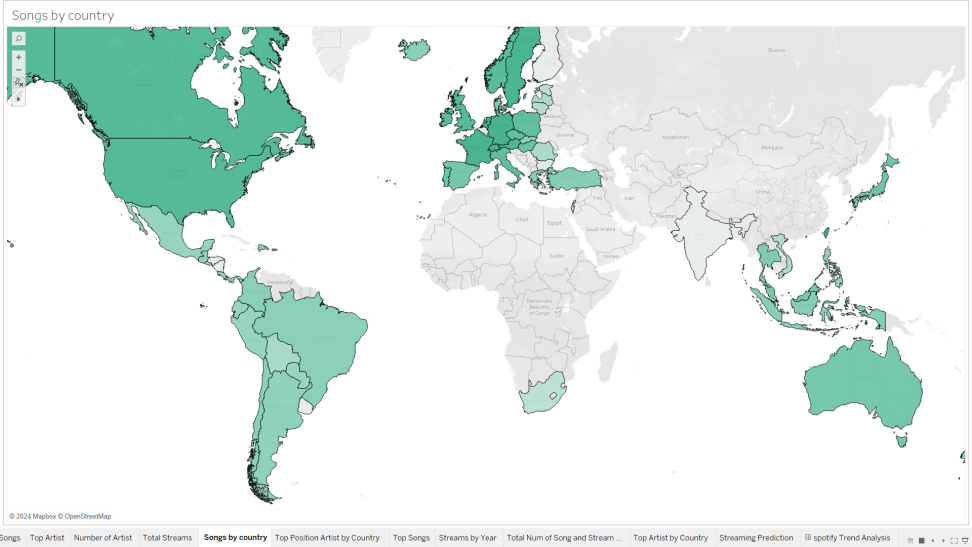 Songs by country
Russia
Belarus
Ukraine
Kazakhstan
Mongolia
China
Iraq
Iran
Pakistan
Algeria
Libya
Egypt
Saudi Arabia
Sudan
Yemen
Venezuela
Democratic
Republic
of Congo
© 2024 Mapbox © OpenStreetMap
Songs Top Artist Number of Artist Total Streams Songs by country Top Position Artist by Country Top Songs Streams by Year Total Num of Song and Stream ... Top Artist by Country Streaming Prediction spotify Trend Analysis